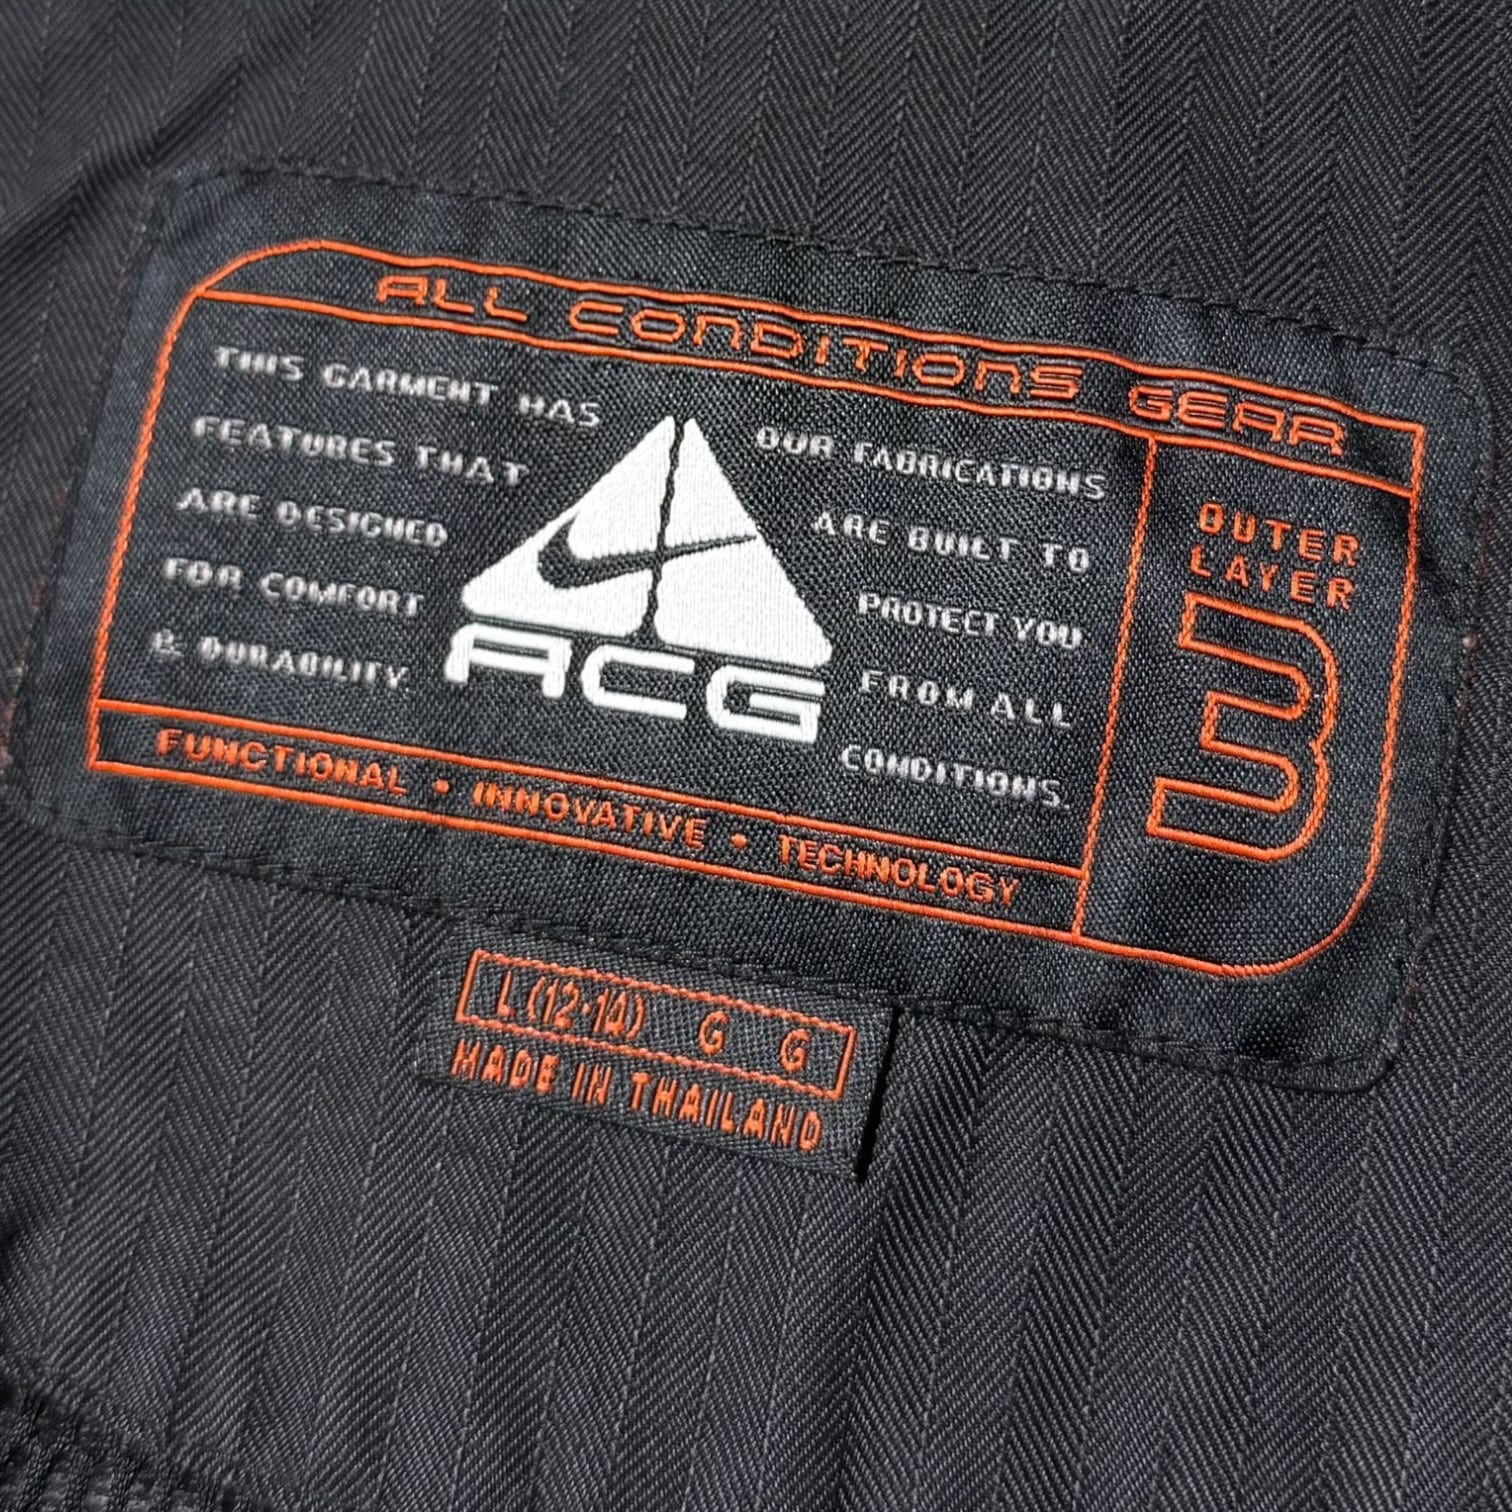 ALL CONDITIONS GEAR
THIS GARMENT HAS
FEATURES THAT
ARE DESIGNED
FOR COMFORT
& DURABILITY.
ACG
OUR FABRICATIONS
ARE BUILT TO
PROTECT YOU
FROM ALL
CONDITIONS.
OUTER
LAYER
3
FUNCTIONAL • INNOVATIVE • TECHNOLOGY
L (12-14) G G
MADE IN THAILAND